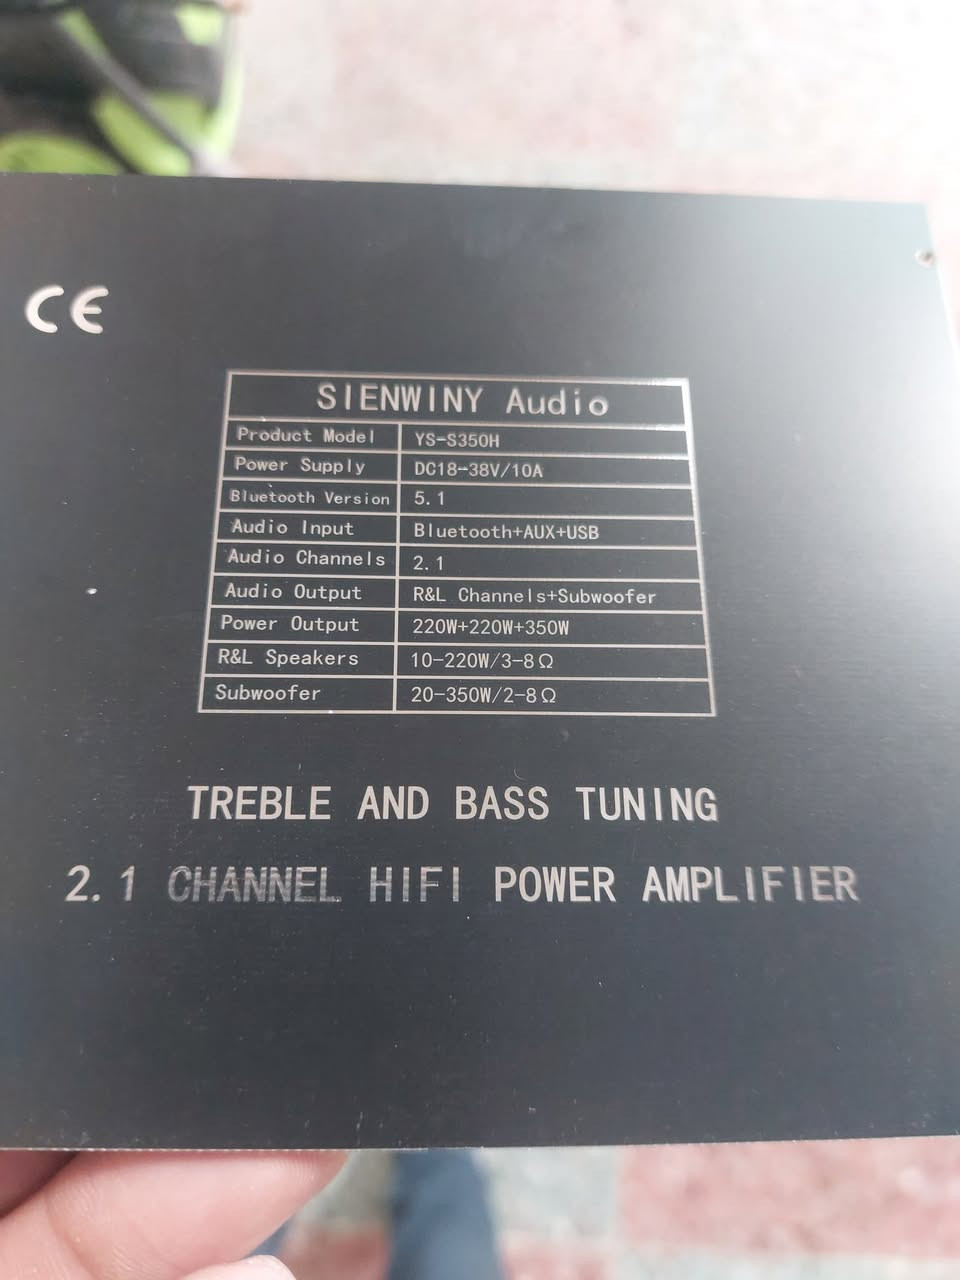 CE
SIENWINY Audio
Product Model YS-S350H
Power Supply DC18-38V/10A
Bluetooth Version 5.1
Audio Input Bluetooth+AUX+USB
Audio Channels 2.1
Audio Output R&L Channels+Subwoofer
Power Output 220W+220W+350W
R&L Speakers 10-220W/3-8Ω
Subwoofer 20-350W/2-8Ω
TREBLE AND BASS TUNING
2.1 CHANNEL HIFI POWER AMPLIFIER